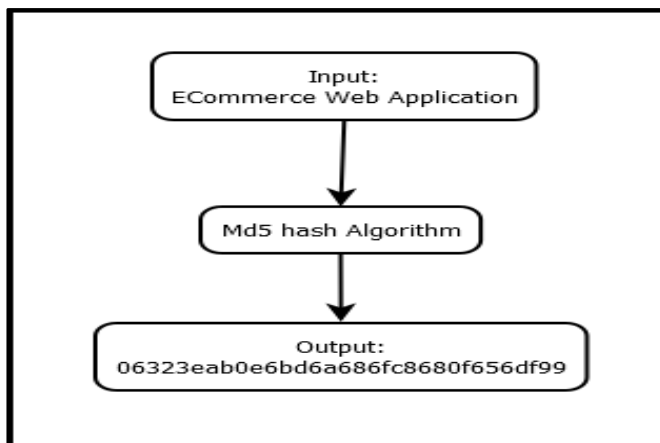 Input:
ECommerce Web Application
Md5 hash Algorithm
Output:
06323eab0e6bd6a686fc8680f656df99